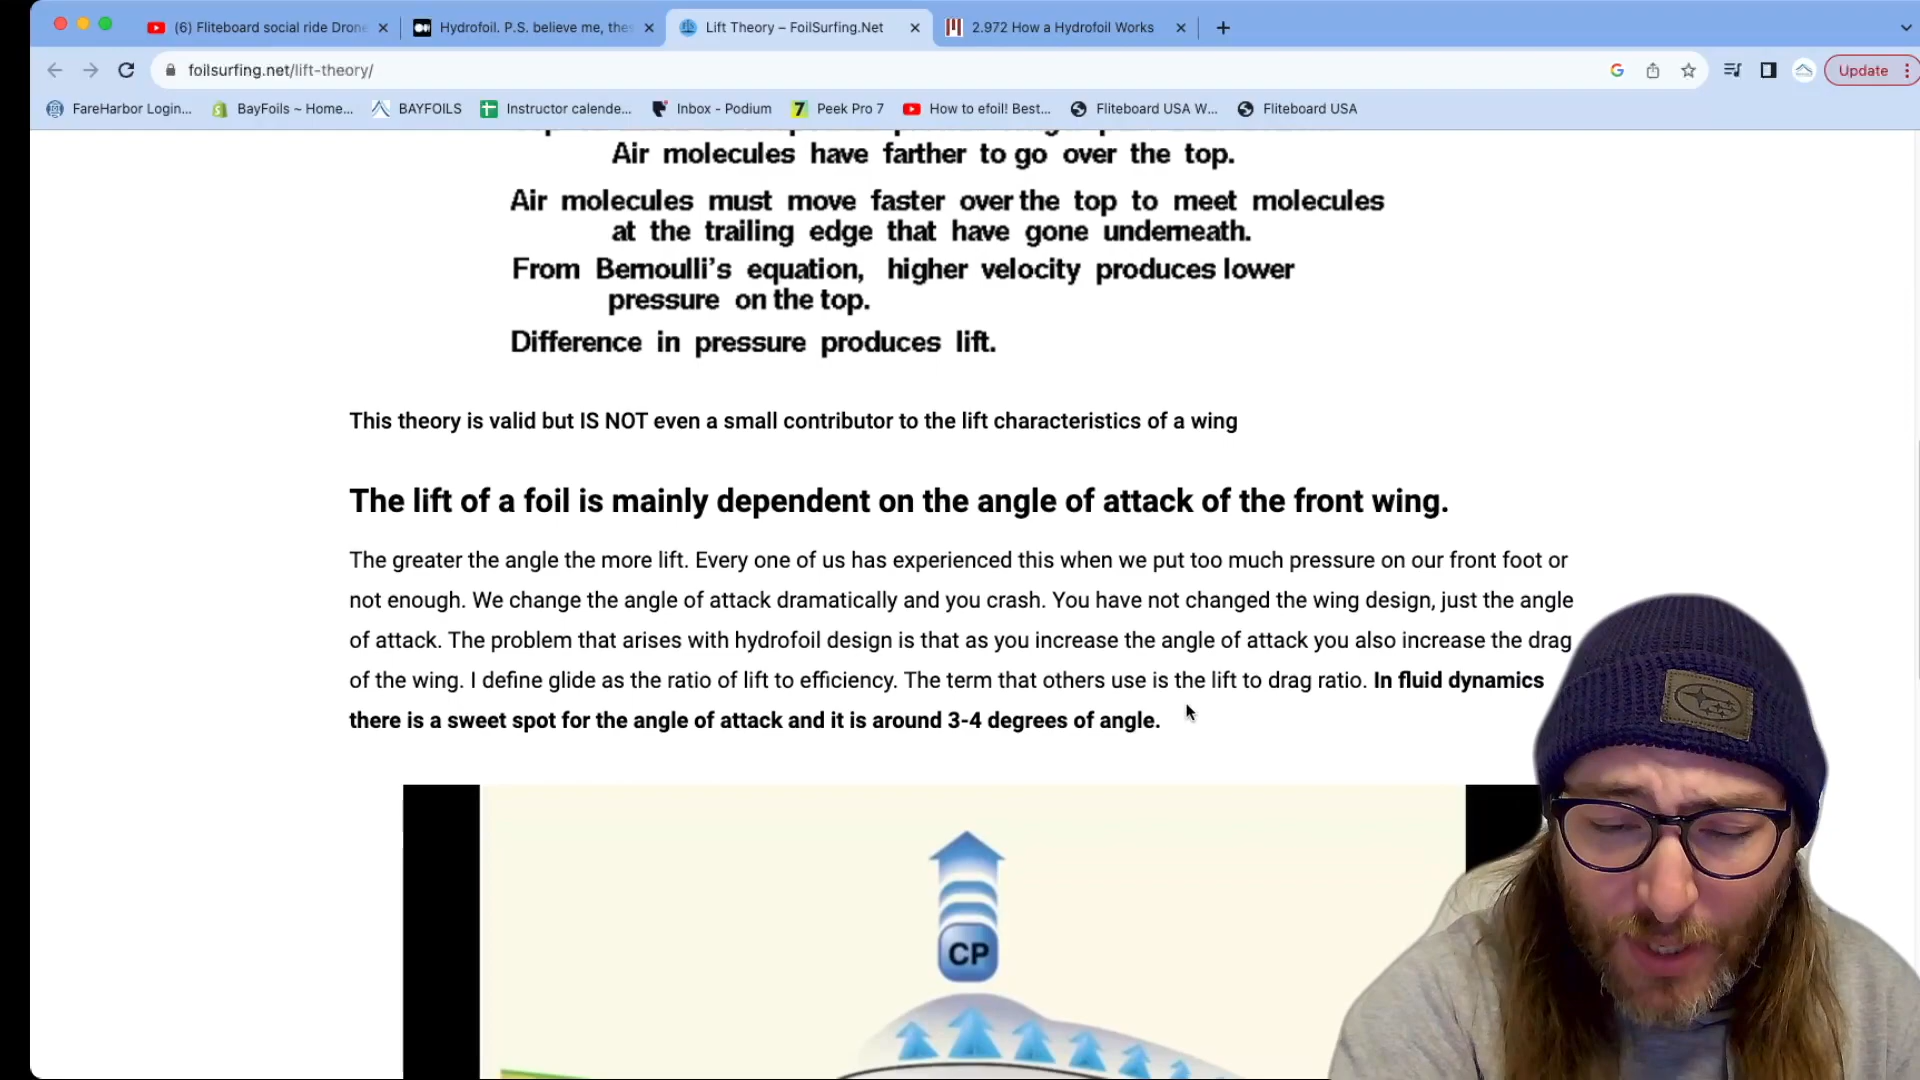 (6) Fliteboard social ride Drone
Hydrofoil. P.S. believe me, thes
Lift Theory – FoilSurfing.Net
2.972 How a Hydrofoil Works
foilsurfing.net/lift-theory/
Update
FareHarbor Login...
BayFoils ~ Home...
BAYFOILS
Instructor calende...
Inbox - Podium
7 Peek Pro 7
How to efoil! Best...
Fliteboard USA W...
Fliteboard USA
Air molecules have farther to go over the top.
Air molecules must move faster over the top to meet molecules
at the trailing edge that have gone underneath.
From Bernoulli's equation, higher velocity produces lower
pressure on the top.
Difference in pressure produces lift.
This theory is valid but IS NOT even a small contributor to the lift characteristics of a wing
The lift of a foil is mainly dependent on the angle of attack of the front wing.
The greater the angle the more lift. Every one of us has experienced this when we put too much pressure on our front foot or
not enough. We change the angle of attack dramatically and you crash. You have not changed the wing design, just the angle
of attack. The problem that arises with hydrofoil design is that as you increase the angle of attack you also increase the drag
of the wing. I define glide as the ratio of lift to efficiency. The term that others use is the lift to drag ratio. In fluid dynamics
there is a sweet spot for the angle of attack and it is around 3-4 degrees of angle.
CP